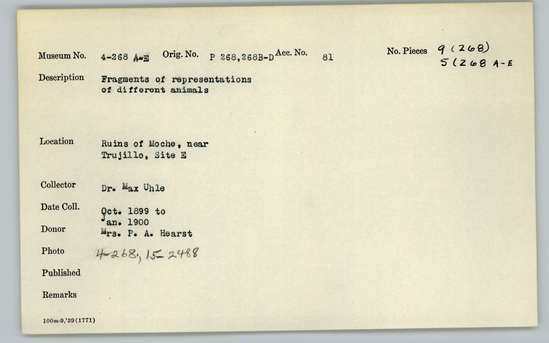 Museum No. 4-268 A-E Orig. No. P 268,268B-D Acc. No. 81 No. Pieces 9 (268)
5 (268 A-E
Description Fragments of representations
of different animals
Location Ruins of Moche, near
Trujillo, Site E
Collector Dr. Max Uhle
Date Coll. Oct. 1899 to
Jan. 1900
Donor Mrs. P. A. Hearst
Photo 4-268, 15-2488
Published
Remarks
100m·9,'39(1771)